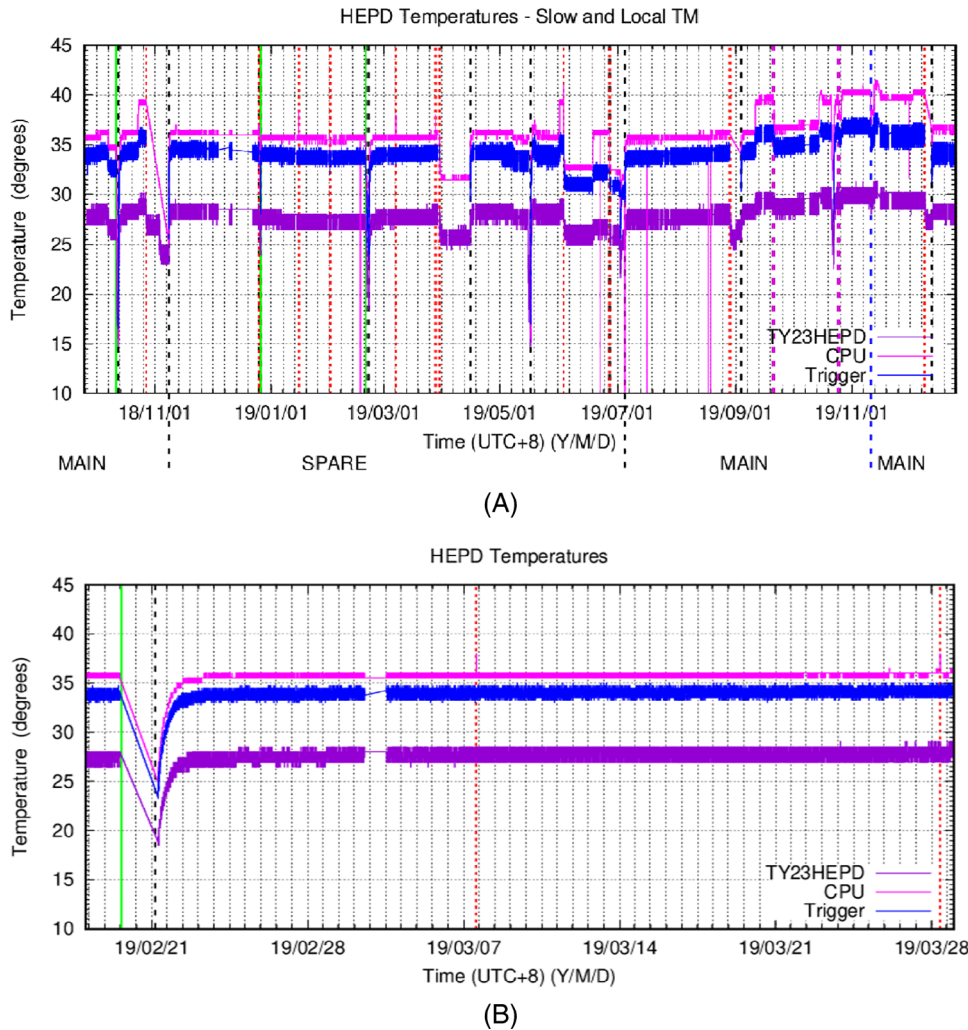 HEPD Temperatures - Slow and Local TM
45
40
35
30
25
20
15
10
Temperature (degrees)
TY23HEPD
CPU
Trigger
18/11/01 19/01/01 19/03/01 19/05/01 19/07/01 19/09/01 19/11/01
Time (UTC+8) (Y/M/D)
MAIN SPARE MAIN MAIN
(A)
HEPD Temperatures
45
40
35
30
25
20
15
10
Temperature (degrees)
TY23HEPD
CPU
Trigger
19/02/21 19/02/28 19/03/07 19/03/14 19/03/21 19/03/28
Time (UTC+8) (Y/M/D)
(B)